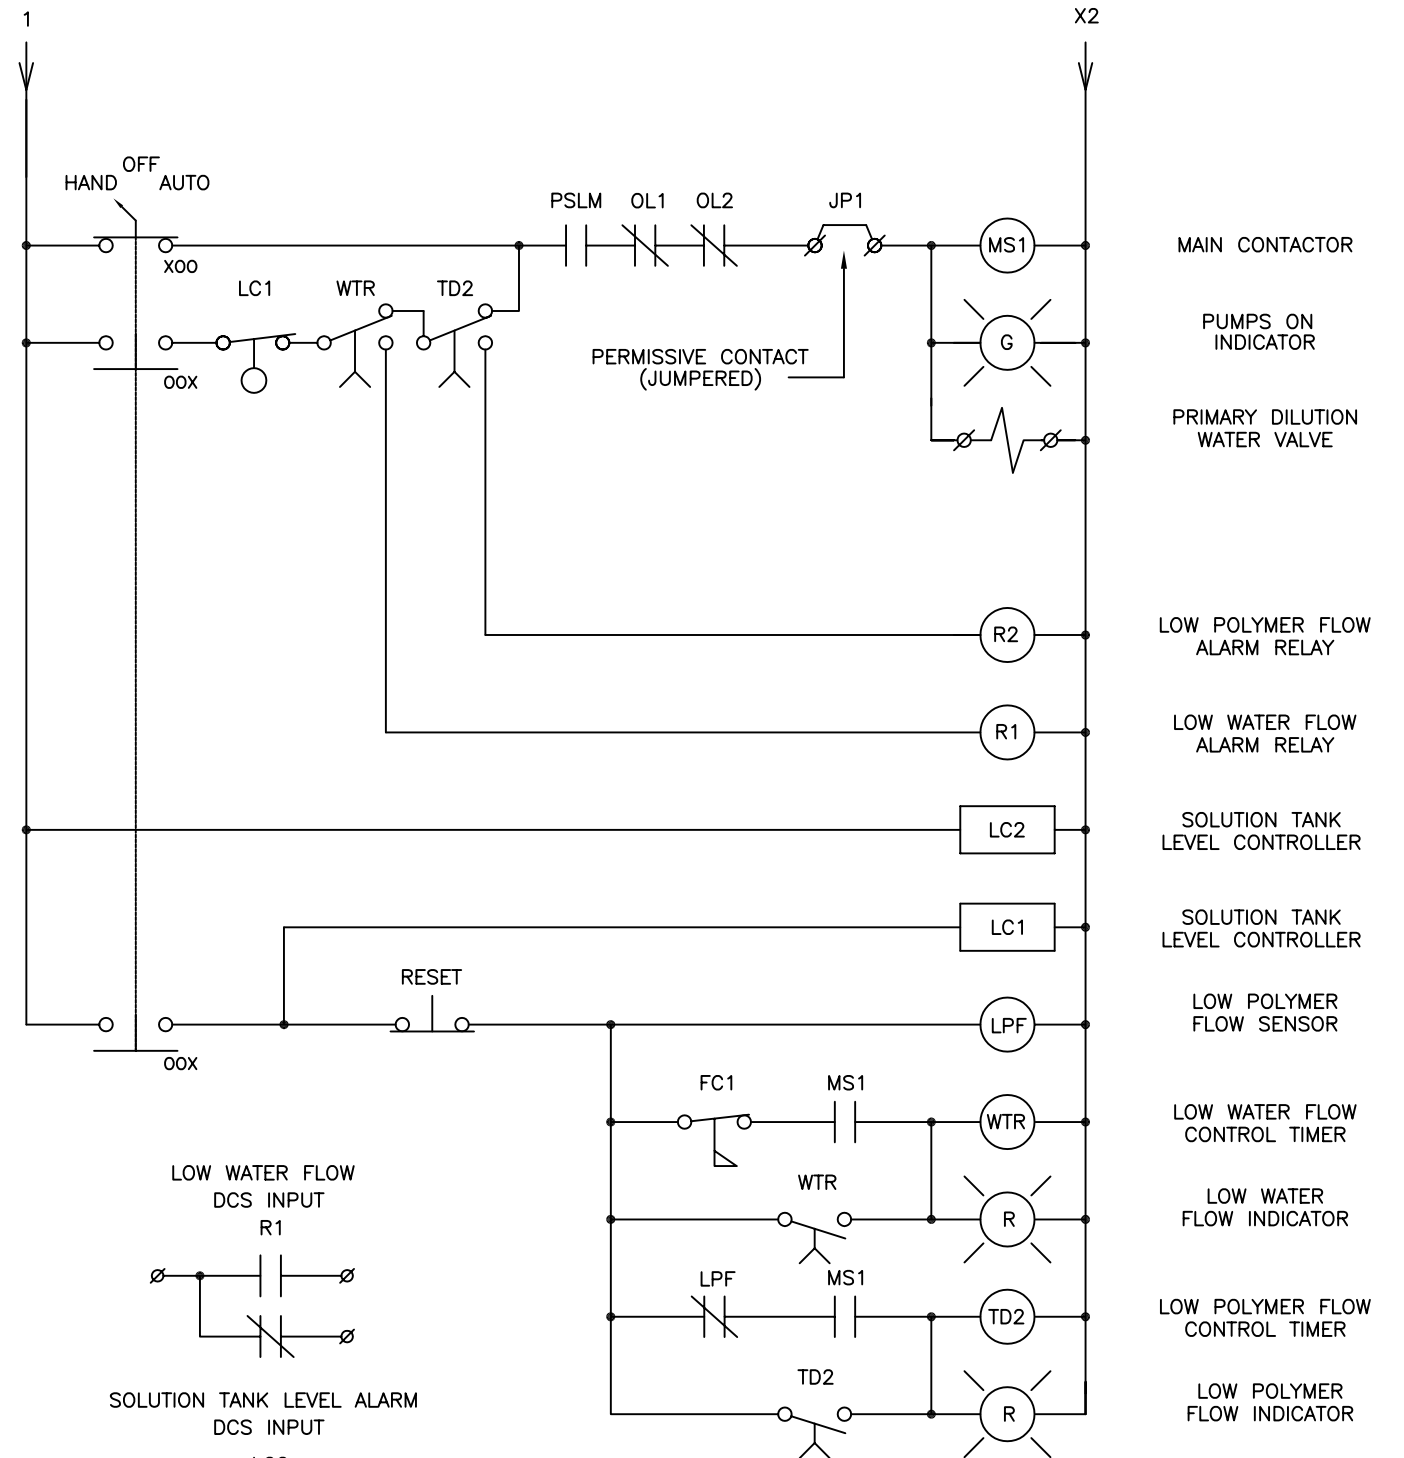 1
X2
OFF
HAND AUTO
PSLM OL1 OL2 JP1
MS1
MAIN CONTACTOR
XOO
LC1 WTR TD2
PUMPS ON
INDICATOR
G
PERMISSIVE CONTACT
(JUMPERED)
OOX
PRIMARY DILUTION
WATER VALVE
R2
LOW POLYMER FLOW
ALARM RELAY
R1
LOW WATER FLOW
ALARM RELAY
LC2
SOLUTION TANK
LEVEL CONTROLLER
LC1
SOLUTION TANK
LEVEL CONTROLLER
RESET
LPF
LOW POLYMER
FLOW SENSOR
OOX
FC1 MS1
WTR
LOW WATER FLOW
CONTROL TIMER
WTR
R
LOW WATER
FLOW INDICATOR
LOW WATER FLOW
DCS INPUT
R1
LPF MS1
TD2
LOW POLYMER FLOW
CONTROL TIMER
TD2
R
LOW POLYMER
FLOW INDICATOR
SOLUTION TANK LEVEL ALARM
DCS INPUT